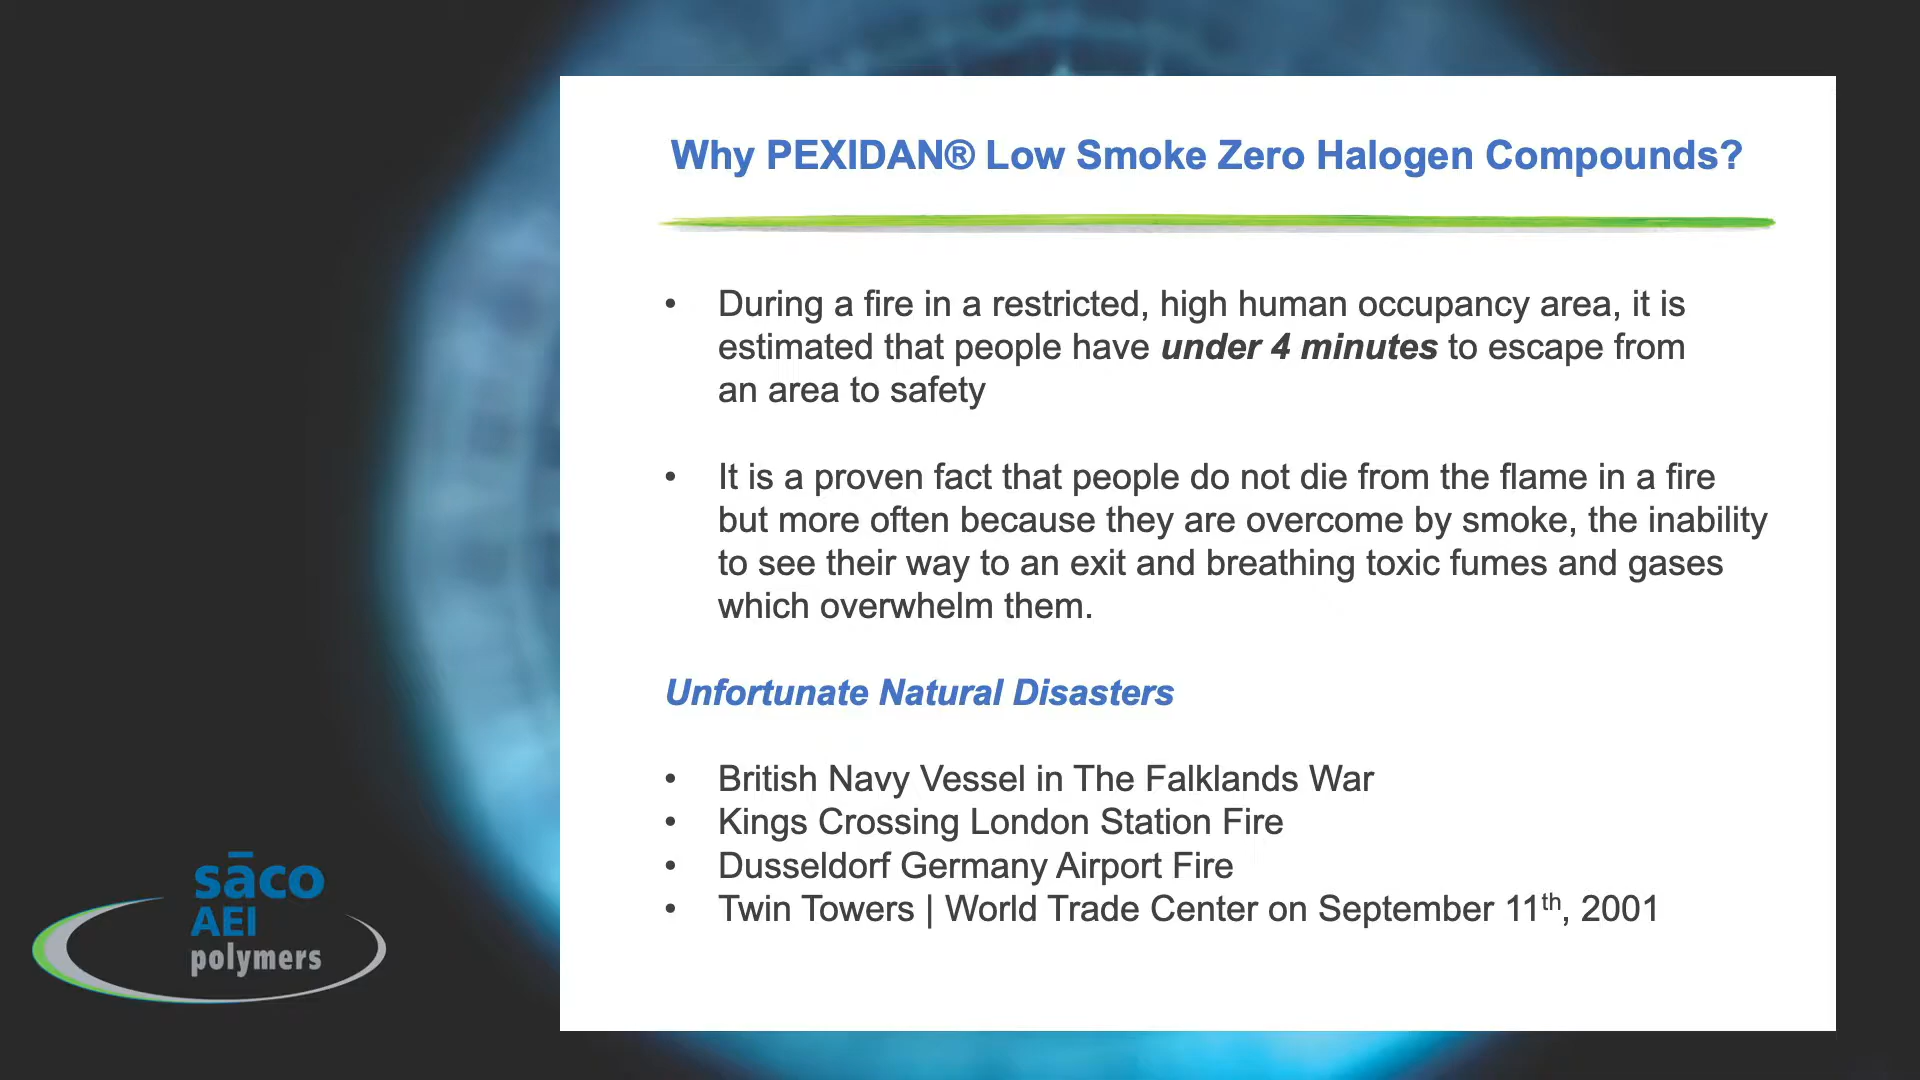 Why PEXIDAN® Low Smoke Zero Halogen Compounds?
• During a fire in a restricted, high human occupancy area, it is
estimated that people have under 4 minutes to escape from
an area to safety
• It is a proven fact that people do not die from the flame in a fire
but more often because they are overcome by smoke, the inability
to see their way to an exit and breathing toxic fumes and gases
which overwhelm them.
Unfortunate Natural Disasters
• British Navy Vessel in The Falklands War
• Kings Crossing London Station Fire
• Dusseldorf Germany Airport Fire
• Twin Towers | World Trade Center on September 11th, 2001
sāco
AEI
polymers